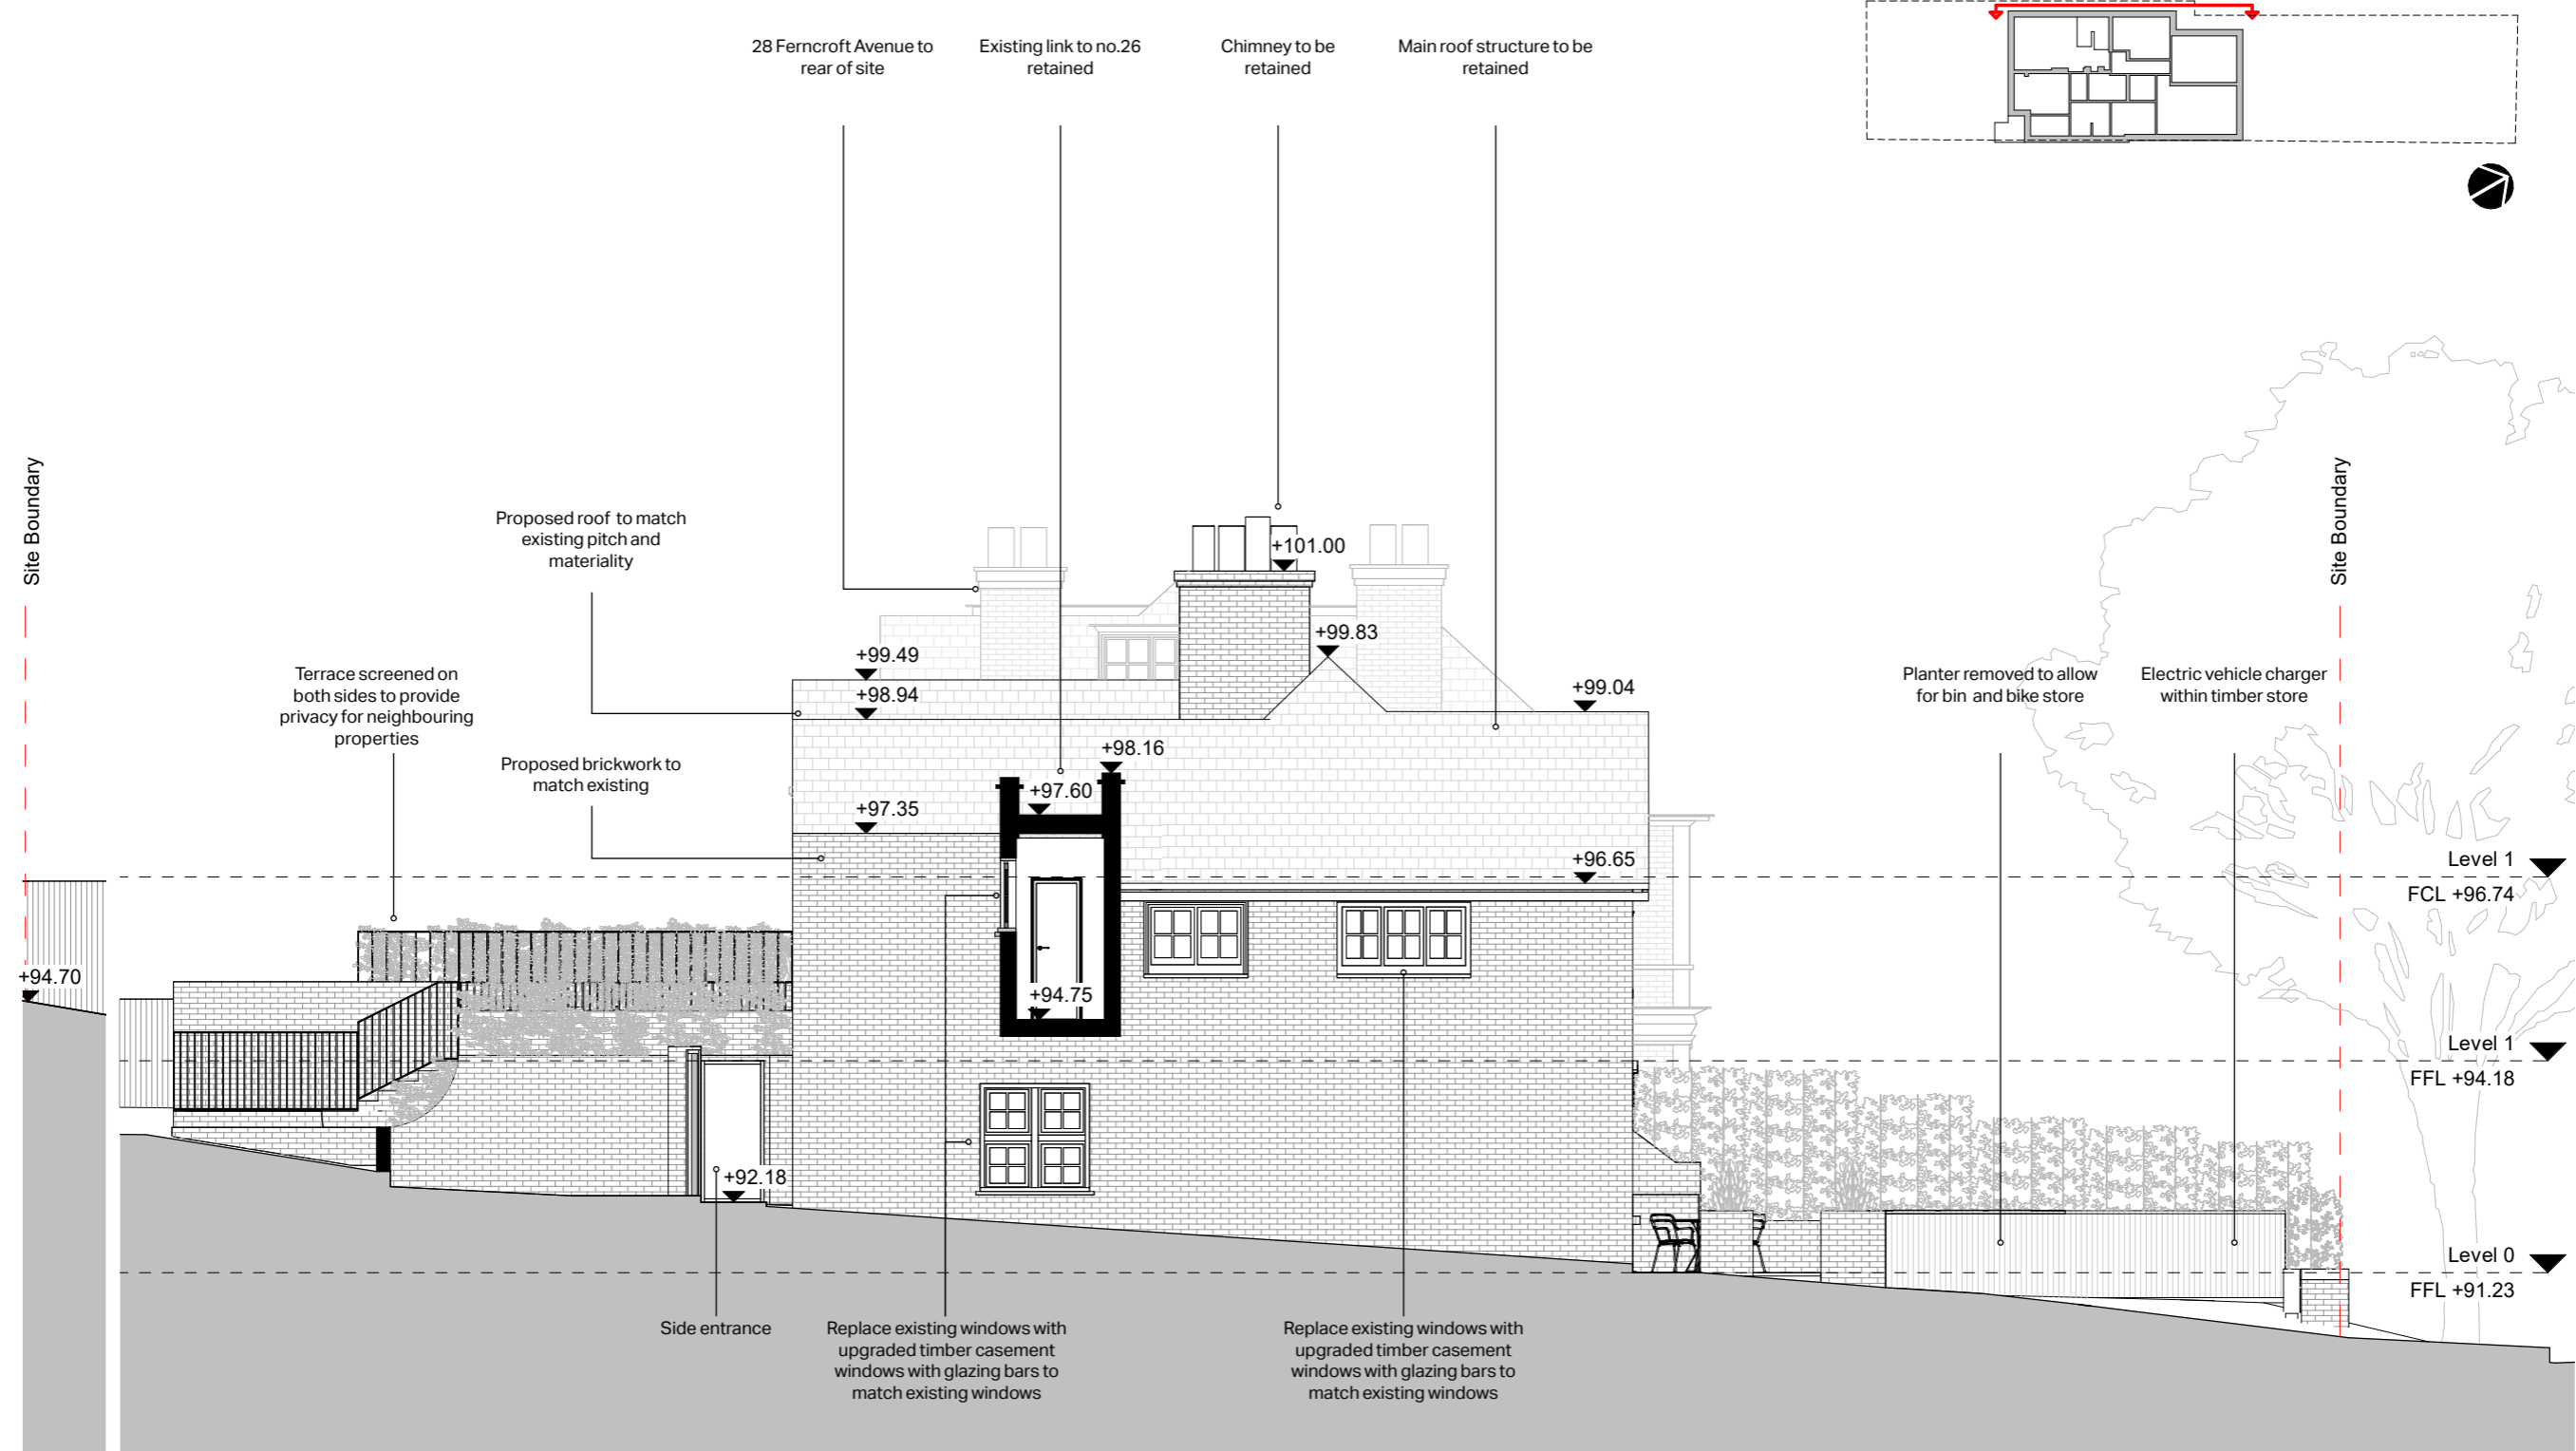 28 Ferncroft Avenue to
rear of site
Existing link to no.26
retained
Chimney to be
retained
Main roof structure to be
retained
Site Boundary
Site Boundary
Proposed roof to match
existing pitch and
materiality
+101.00
+99.83
+99.49
+98.94
+99.04
Terrace screened on
both sides to provide
privacy for neighbouring
properties
Planter removed to allow
for bin and bike store
Electric vehicle charger
within timber store
Proposed brickwork to
match existing
+98.16
+97.60
+97.35
+96.65
Level 1
FCL +96.74
+94.70
+94.75
Level 1
FFL +94.18
+92.18
Level 0
FFL +91.23
Side entrance
Replace existing windows with
upgraded timber casement
windows with glazing bars to
match existing windows
Replace existing windows with
upgraded timber casement
windows with glazing bars to
match existing windows